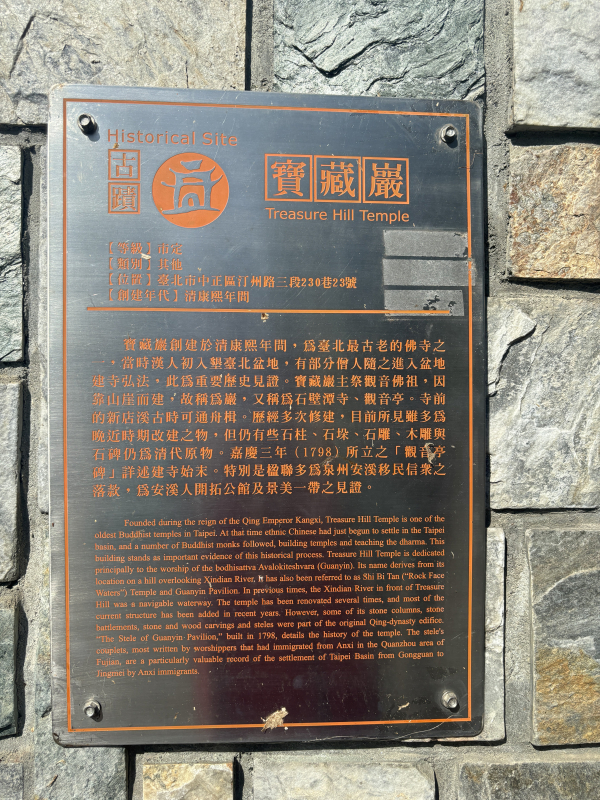 Historical Site
古蹟
寶藏巖
Treasure Hill Temple
【等級】市定
【類別】其他
【位置】臺北市中正區汀州路三段230巷23號
【創建年代】清康熙年間
寶藏巖創建於清康熙年間，為臺北最古老的佛寺之
一，當時漢人初入墾臺北盆地，有部分僧人隨之進入盆地
建寺弘法，此為重要歷史見證。寶藏巖主祭觀音佛祖，因
靠山崖而建，故稱為巖，又稱為石壁潭寺、觀音亭。寺前
的新店溪古時可通舟楫。歷經多次修建，目前所見雖多為
晚近時期改建之物，但仍有些石柱、石垛、石雕、木雕與
石碑仍為清代原物。嘉慶三年（1798）所立之「觀音亭
碑」詳述建寺始末。特別是楹聯多為泉州安溪移民信眾之
落款，為安溪人開拓公館及景美一帶之見證。
Founded during the reign of the Qing Emperor Kangxi, Treasure Hill Temple is one of the
oldest Buddhist temples in Taipei. At that time ethnic Chinese had just begun to settle in the Taipei
basin, and a number of Buddhist monks followed, building temples and teaching the dharma. This
building stands as important evidence of this historical process. Treasure Hill Temple is dedicated
principally to the worship of the bodhisattva Avalokiteshvara (Guanyin). Its name derives from its
location on a hill overlooking Xindian River, It has also been referred to as Shi Bi Tan ("Rock Face
Waters") Temple and Guanyin Pavilion. In previous times, the Xindian River in front of Treasure
Hill was a navigable waterway. The temple has been renovated several times, and most of the
current structure has been added in recent years. However, some of its stone columns, stone
battlements, stone and wood carvings and steles were part of the original Qing-dynasty edifice.
"The Stele of Guanyin Pavilion," built in 1798, details the history of the temple. The stele's
couplets, most written by worshippers that had immigrated from Anxi in the Quanzhou area of
Fujian, are a particularly valuable record of the settlement of Taipei Basin from Gongguan to
Jingmei by Anxi immigrants.